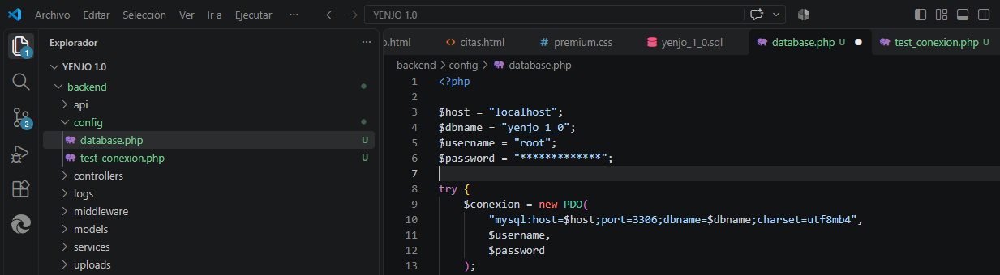 Archivo Editar Selección Ver Ir a Ejecutar ··· YENJO 1.0
Explorador ···
o.html citas.html premium.css yenjo_1_0.sql database.php U test_conexion.php U
YENJO 1.0
backend
api
config
database.php U
test_conexion.php U
controllers
logs
middleware
models
services
uploads
1
2
backend > config > database.php
1 <?php
2
3 $host = "localhost";
4 $dbname = "yenjo_1_0";
5 $username = "root";
6 $password = "*************";
7
8 try {
9 $conexion = new PDO(
10 "mysql:host=$host;port=3306;dbname=$dbname;charset=utf8mb4",
11 $username,
12 $password
13 );